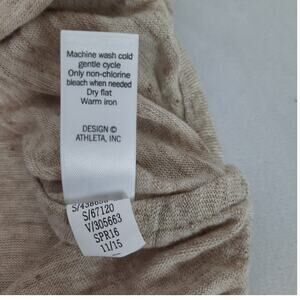 Machine wash cold
gentle cycle
Only non-chlorine
bleach when needed
Dry flat
Warm iron
DESIGN ©
ATHLETA, INC
S/67120
V/305663
SPR16
11/15